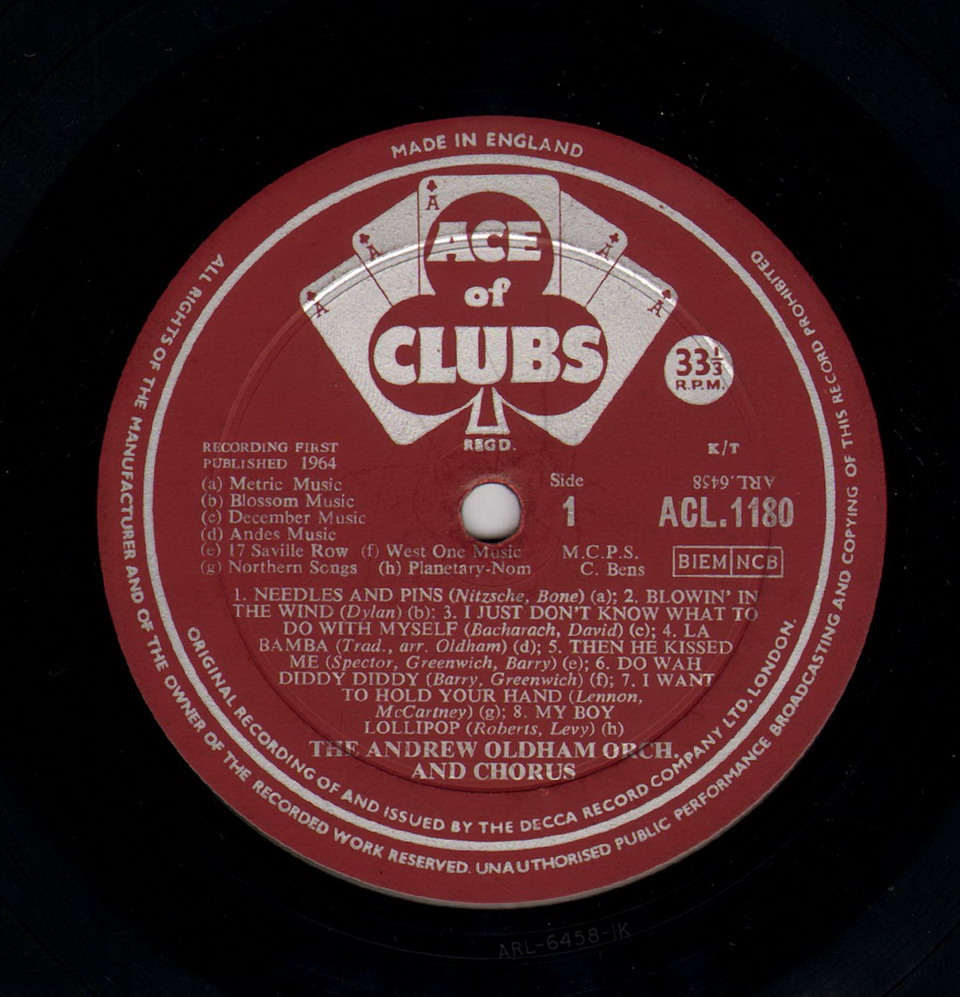 MADE IN ENGLAND
ALL RIGHTS OF THE MANUFACTURER AND OF THE OWNER OF THE RECORDED WORK RESERVED. UNAUTHORISED PUBLIC PERFORMANCE BROADCASTING AND COPYING OF THIS RECORD PROHIBITED
A
A
A
A
A
ACE
of
CLUBS
REGD.
33⅓
R.P.M.
RECORDING FIRST
PUBLISHED 1964
(a) Metric Music
(b) Blossom Music
(c) December Music
(d) Andes Music
(e) 17 Saville Row (f) West One Music
(g) Northern Songs (h) Planetary-Nom
Side
1
K/T
ARL.6458
ACL.1180
M.C.P.S.
C. Bens
BIEM NCB
1. NEEDLES AND PINS (Nitzsche, Bone) (a); 2. BLOWIN' IN
THE WIND (Dylan) (b); 3. I JUST DON'T KNOW WHAT TO
DO WITH MYSELF (Bacharach, David) (c); 4. LA
BAMBA (Trad., arr. Oldham) (d); 5. THEN HE KISSED
ME (Spector, Greenwich, Barry) (e); 6. DO WAH
DIDDY DIDDY (Barry, Greenwich) (f); 7. I WANT
TO HOLD YOUR HAND (Lennon,
McCartney) (g); 8. MY BOY
LOLLIPOP (Roberts, Levy) (h)
THE ANDREW OLDHAM ORCH.
AND CHORUS
ORIGINAL RECORDING OF AND ISSUED BY THE DECCA RECORD COMPANY LTD. LONDON.
ARL-6458-1K